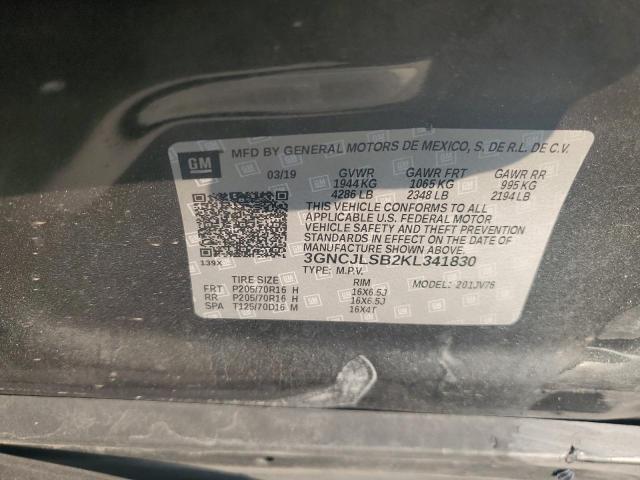 GM MFD BY GENERAL MOTORS DE MEXICO, S. DE R.L. DE C.V.
03/19 GVWR GAWR FRT GAWR RR
1944 KG 1065 KG 995 KG
4286 LB 2348 LB 2194 LB
THIS VEHICLE CONFORMS TO ALL
APPLICABLE U.S. FEDERAL MOTOR
VEHICLE SAFETY AND THEFT PREVENTION
STANDARDS IN EFFECT ON THE DATE OF
MANUFACTURE SHOWN ABOVE.
3GNCJLSB2KL341830
139X TYPE: M.P.V.
TIRE SIZE RIM MODEL: 201JV76
FRT P205/70R16 H 16X6.5J
RR P205/70R16 H 16X6.5J
SPA T125/70D16 M 16X4T